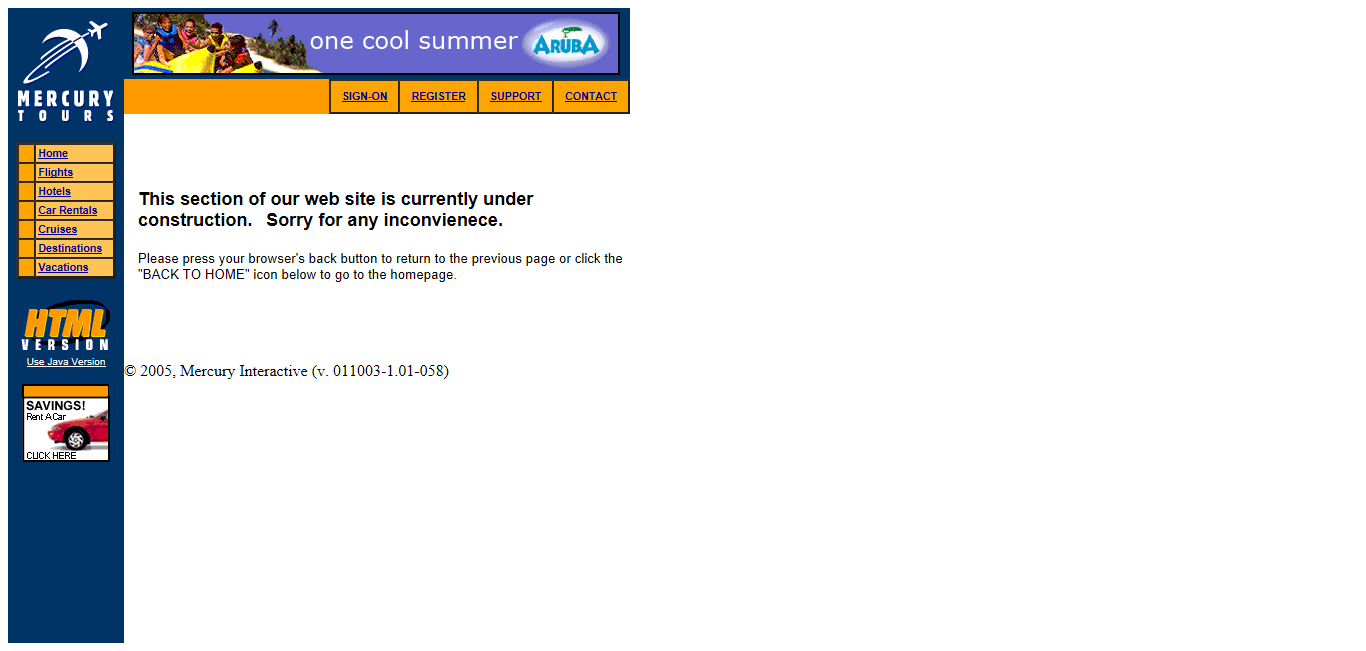 MERCURY
TOURS
one cool summer
ARUBA
SIGN-ON
REGISTER
SUPPORT
CONTACT
Home
Flights
Hotels
Car Rentals
Cruises
Destinations
Vacations
HTML
VERSION
Use Java Version
SAVINGS!
Rent A Car
CLICK HERE
This section of our web site is currently under
construction. Sorry for any inconvienece.
Please press your browser's back button to return to the previous page or click the
"BACK TO HOME" icon below to go to the homepage.
© 2005, Mercury Interactive (v. 011003-1.01-058)